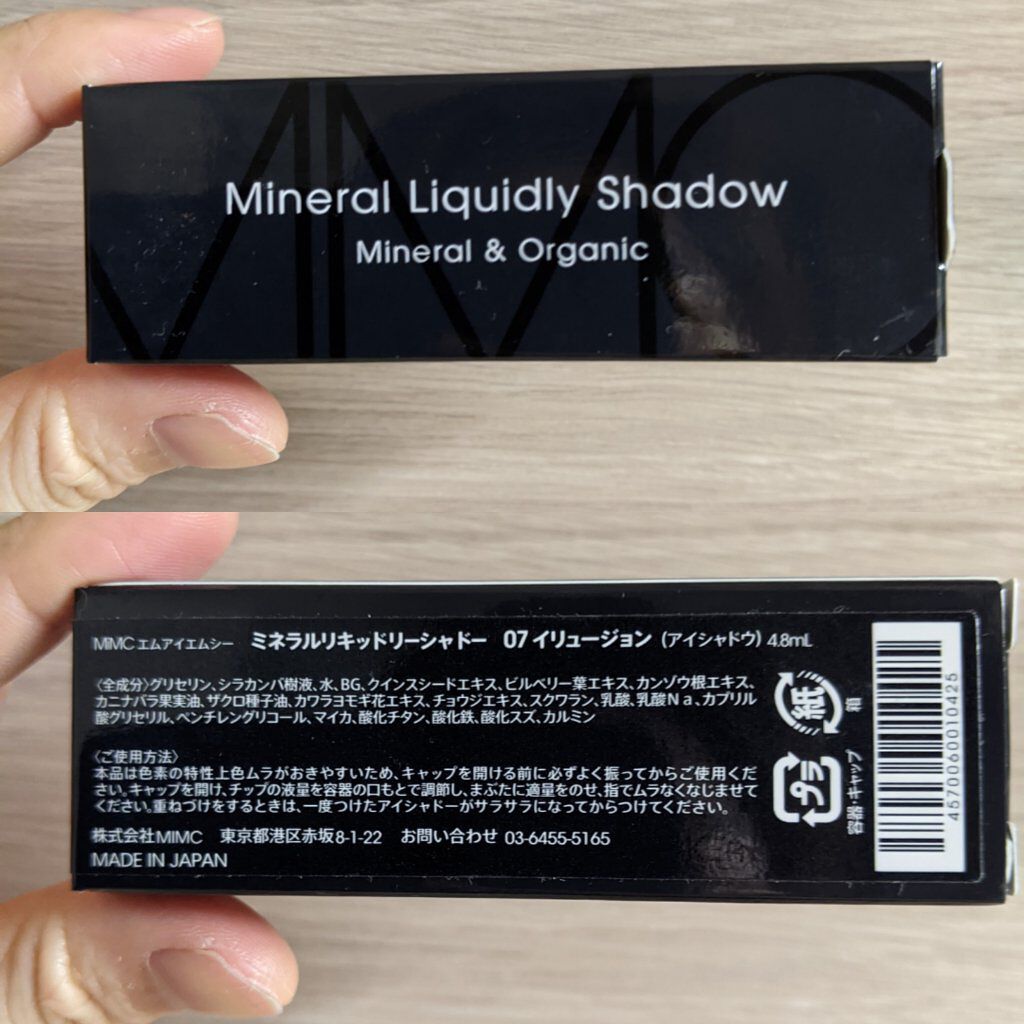 MiMC
Mineral Liquidly Shadow
Mineral & Organic
MiMC エムアイエムシー ミネラルリキッドリーシャドー 07 イリュージョン (アイシャドウ) 4.8mL
〈全成分〉グリセリン、シラカンバ樹液、水、BG、クインスシードエキス、ビルベリー葉エキス、カンゾウ根エキス、
カニナバラ果実油、ザクロ種子油、カワラヨモギ花エキス、チョウジエキス、スクワラン、乳酸、乳酸Na、カプリル
酸グリセリル、ペンチレングリコール、マイカ、酸化チタン、酸化鉄、酸化スズ、カルミン
〈ご使用方法〉
本品は色素の特性上色ムラがおきやすいため、キャップを開ける前に必ずよく振ってからご使用くだ
さい。キャップを開け、チップの液量を容器の口もとで調節し、まぶたに適量をのせ、指でムラなくなじませて
ください。重ねづけをするときは、一度つけたアイシャドーがサラサラになってからつけてください。
株式会社MIMC 東京都港区赤坂8-1-22 お問い合わせ 03-6455-5165
MADE IN JAPAN
紙
箱
プラ
容器・キャップ
4570060010425